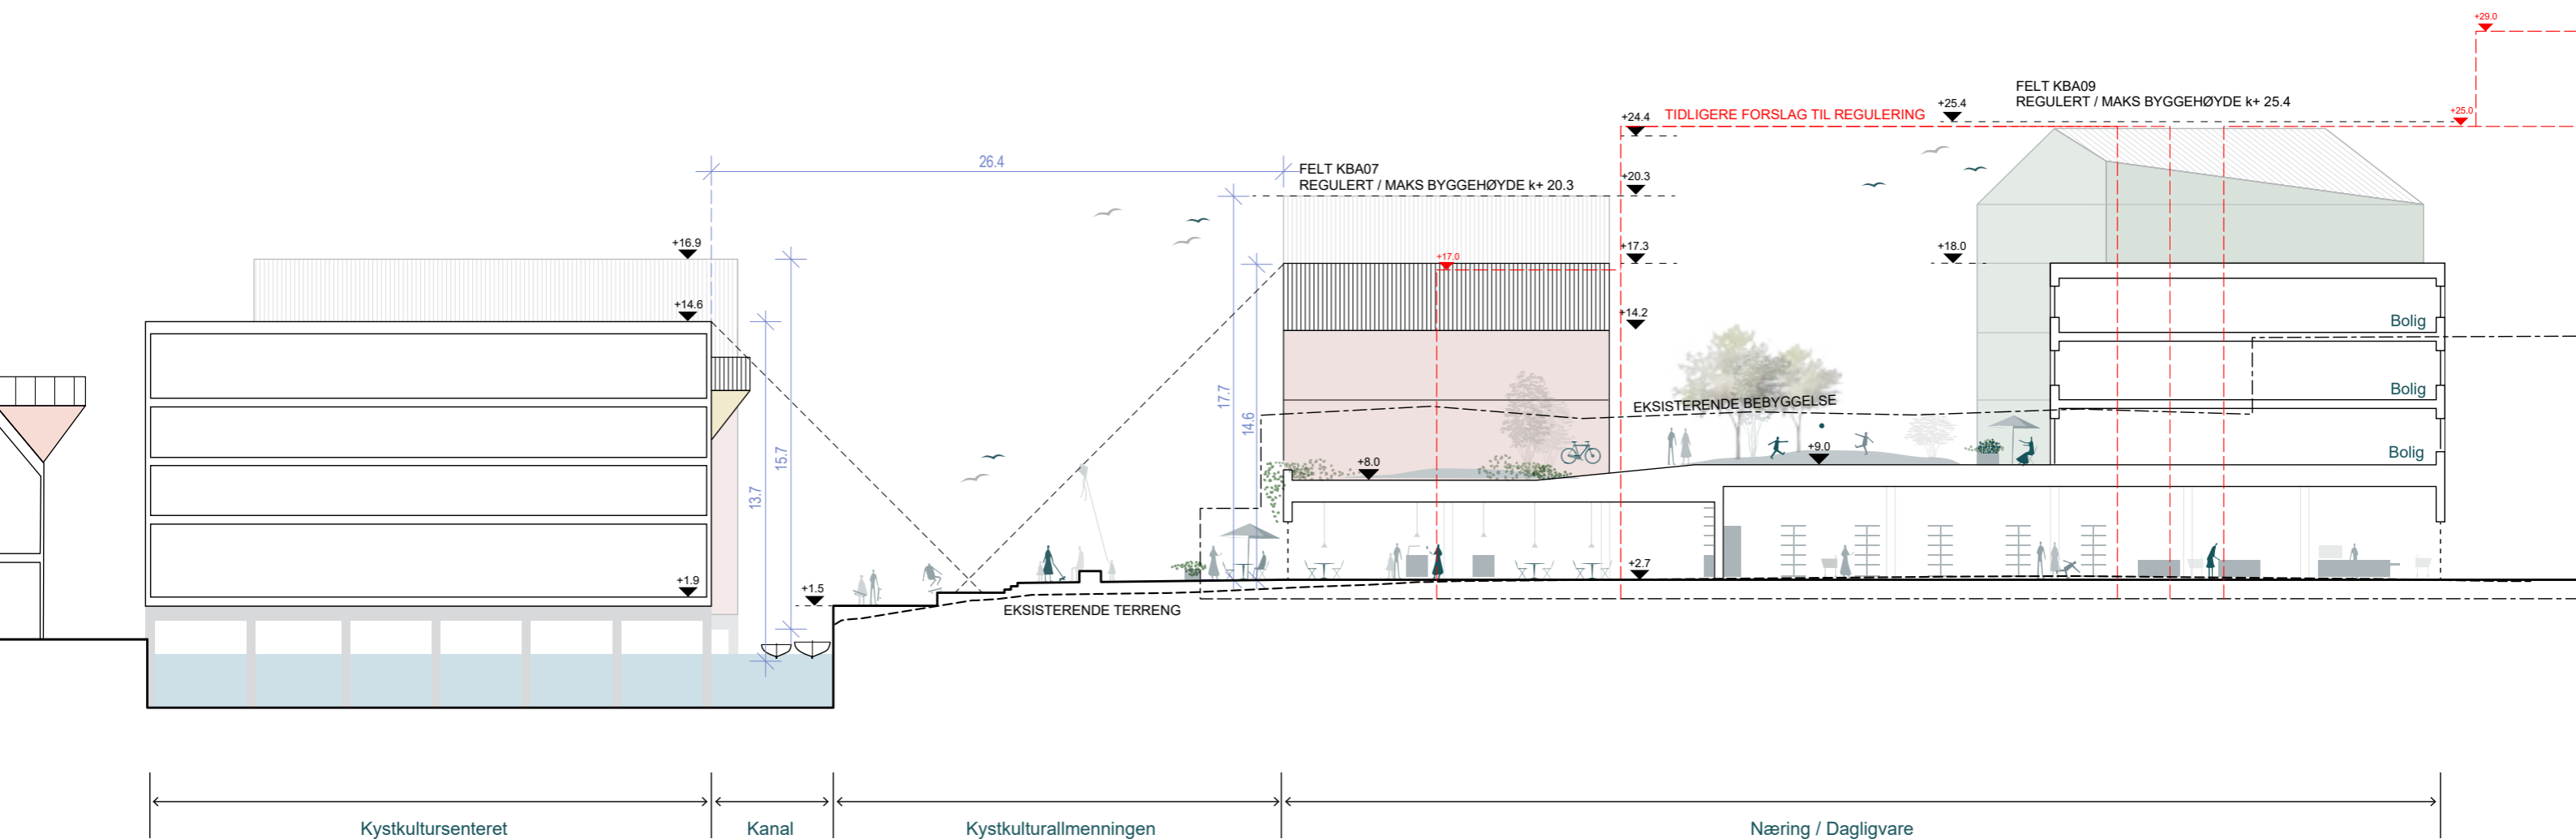 +29.0
FELT KBA09
REGULERT / MAKS BYGGEHØYDE k+ 25.4
+25.4
+25.0
TIDLIGERE FORSLAG TIL REGULERING
+24.4
26.4
FELT KBA07
REGULERT / MAKS BYGGEHØYDE k+ 20.3
+20.3
+16.9
+17.0
+17.3
+18.0
+14.6
+14.2
Bolig
Bolig
Bolig
17.7
14.6
15.7
13.7
EKSISTERENDE BEBYGGELSE
+8.0
+9.0
+1.9
+1.5
+2.7
EKSISTERENDE TERRENG
Kystkultursenteret
Kanal
Kystkulturallmenningen
Næring / Dagligvare